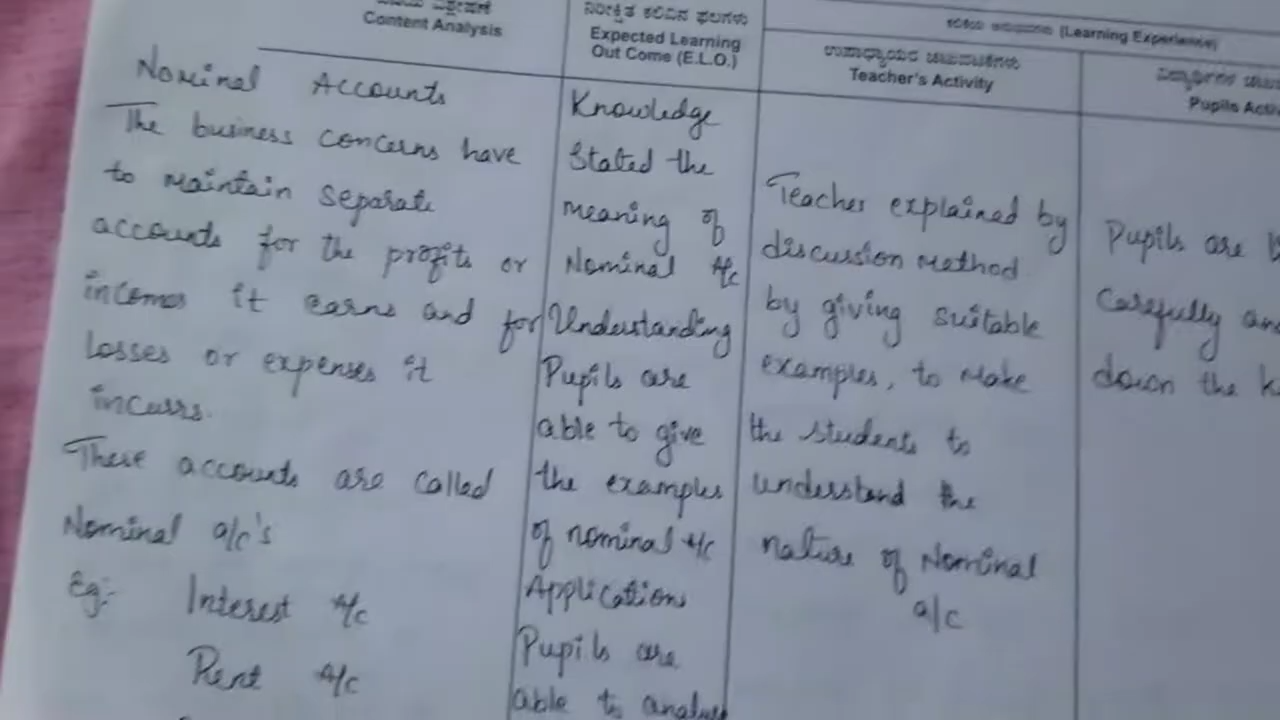 Content Analysis
Expected Learning
Out Come (E.L.O.)
(Learning Experience)
Teacher's Activity
Pupils
Nominal Accounts
The business concerns have
to maintain separate
accounts for the profits or
incomes it earns and for
losses or expenses it
incurrs.
These accounts are called
Nominal a/c's
Eg:- Interest A/c
Rent A/c
Knowledge
Stated the
meaning of
Nominal A/c
Understanding
Pupils are
able to give
the examples
of nominal A/c
Application
Pupils are
able to
Teacher explained by
discussion method
by giving suitable
examples, to make
the students to
understand the
nature of Nominal
a/c
Pupils are
Carefully
down the